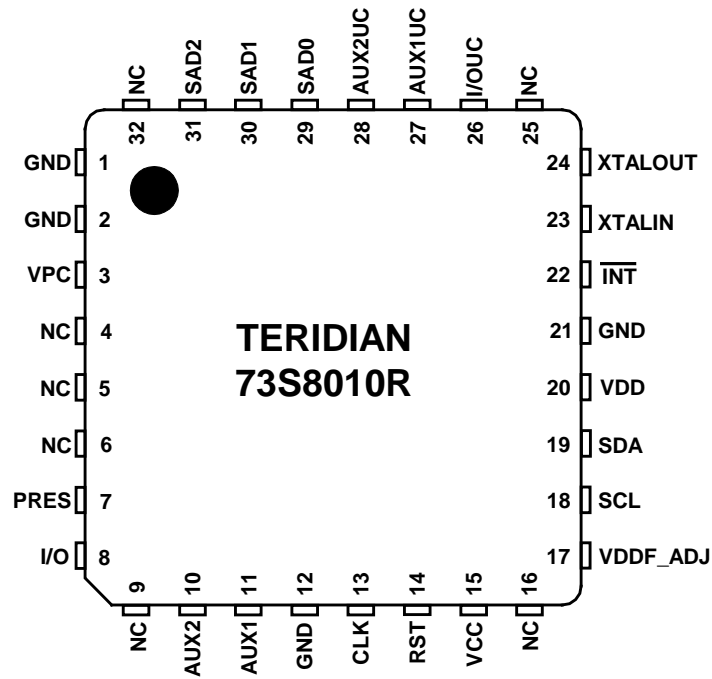 NC
SAD2
SAD1
SAD0
AUX2UC
AUX1UC
I/OUC
NC
32
31
30
29
28
27
26
25
GND 1
24 XTALOUT
GND 2
23 XTALIN
VPC 3
22 INT
NC 4
21 GND
TERIDIAN
73S8010R
NC 5
20 VDD
NC 6
19 SDA
PRES 7
18 SCL
I/O 8
17 VDDF_ADJ
9
10
11
12
13
14
15
16
NC
AUX2
AUX1
GND
CLK
RST
VCC
NC